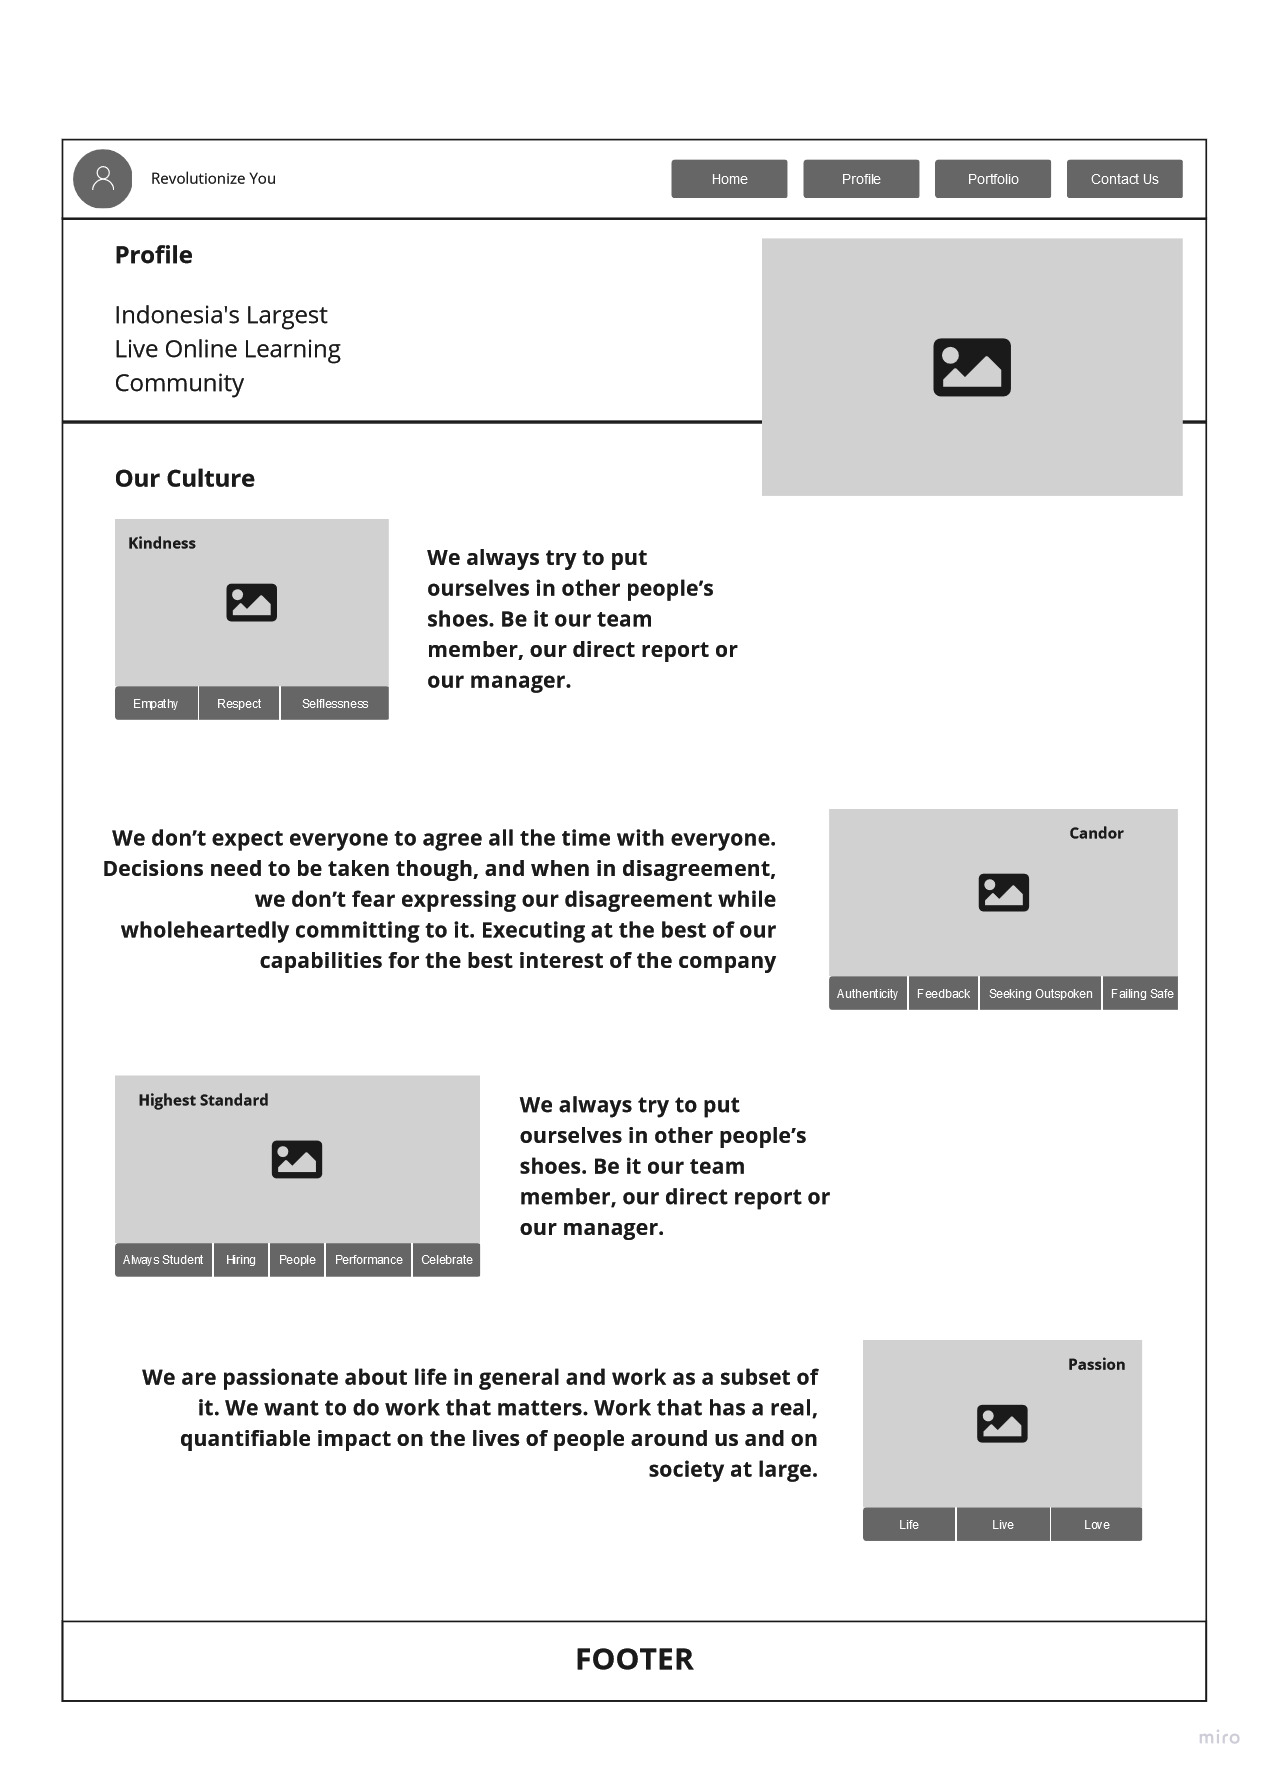 Revolutionize You
Home
Profile
Portfolio
Contact Us
Profile
Indonesia's Largest
Live Online Learning
Community
Our Culture
Kindness
Empathy
Respect
Selflessness
We always try to put
ourselves in other people’s
shoes. Be it our team
member, our direct report or
our manager.
We don’t expect everyone to agree all the time with everyone.
Decisions need to be taken though, and when in disagreement,
we don’t fear expressing our disagreement while
wholeheartedly committing to it. Executing at the best of our
capabilities for the best interest of the company
Candor
Authenticity
Feedback
Seeking Outspoken
Failing Safe
Highest Standard
Always Student
Hiring
People
Performance
Celebrate
We always try to put
ourselves in other people’s
shoes. Be it our team
member, our direct report or
our manager.
We are passionate about life in general and work as a subset of
it. We want to do work that matters. Work that has a real,
quantifiable impact on the lives of people around us and on
society at large.
Passion
Life
Live
Love
FOOTER
miro